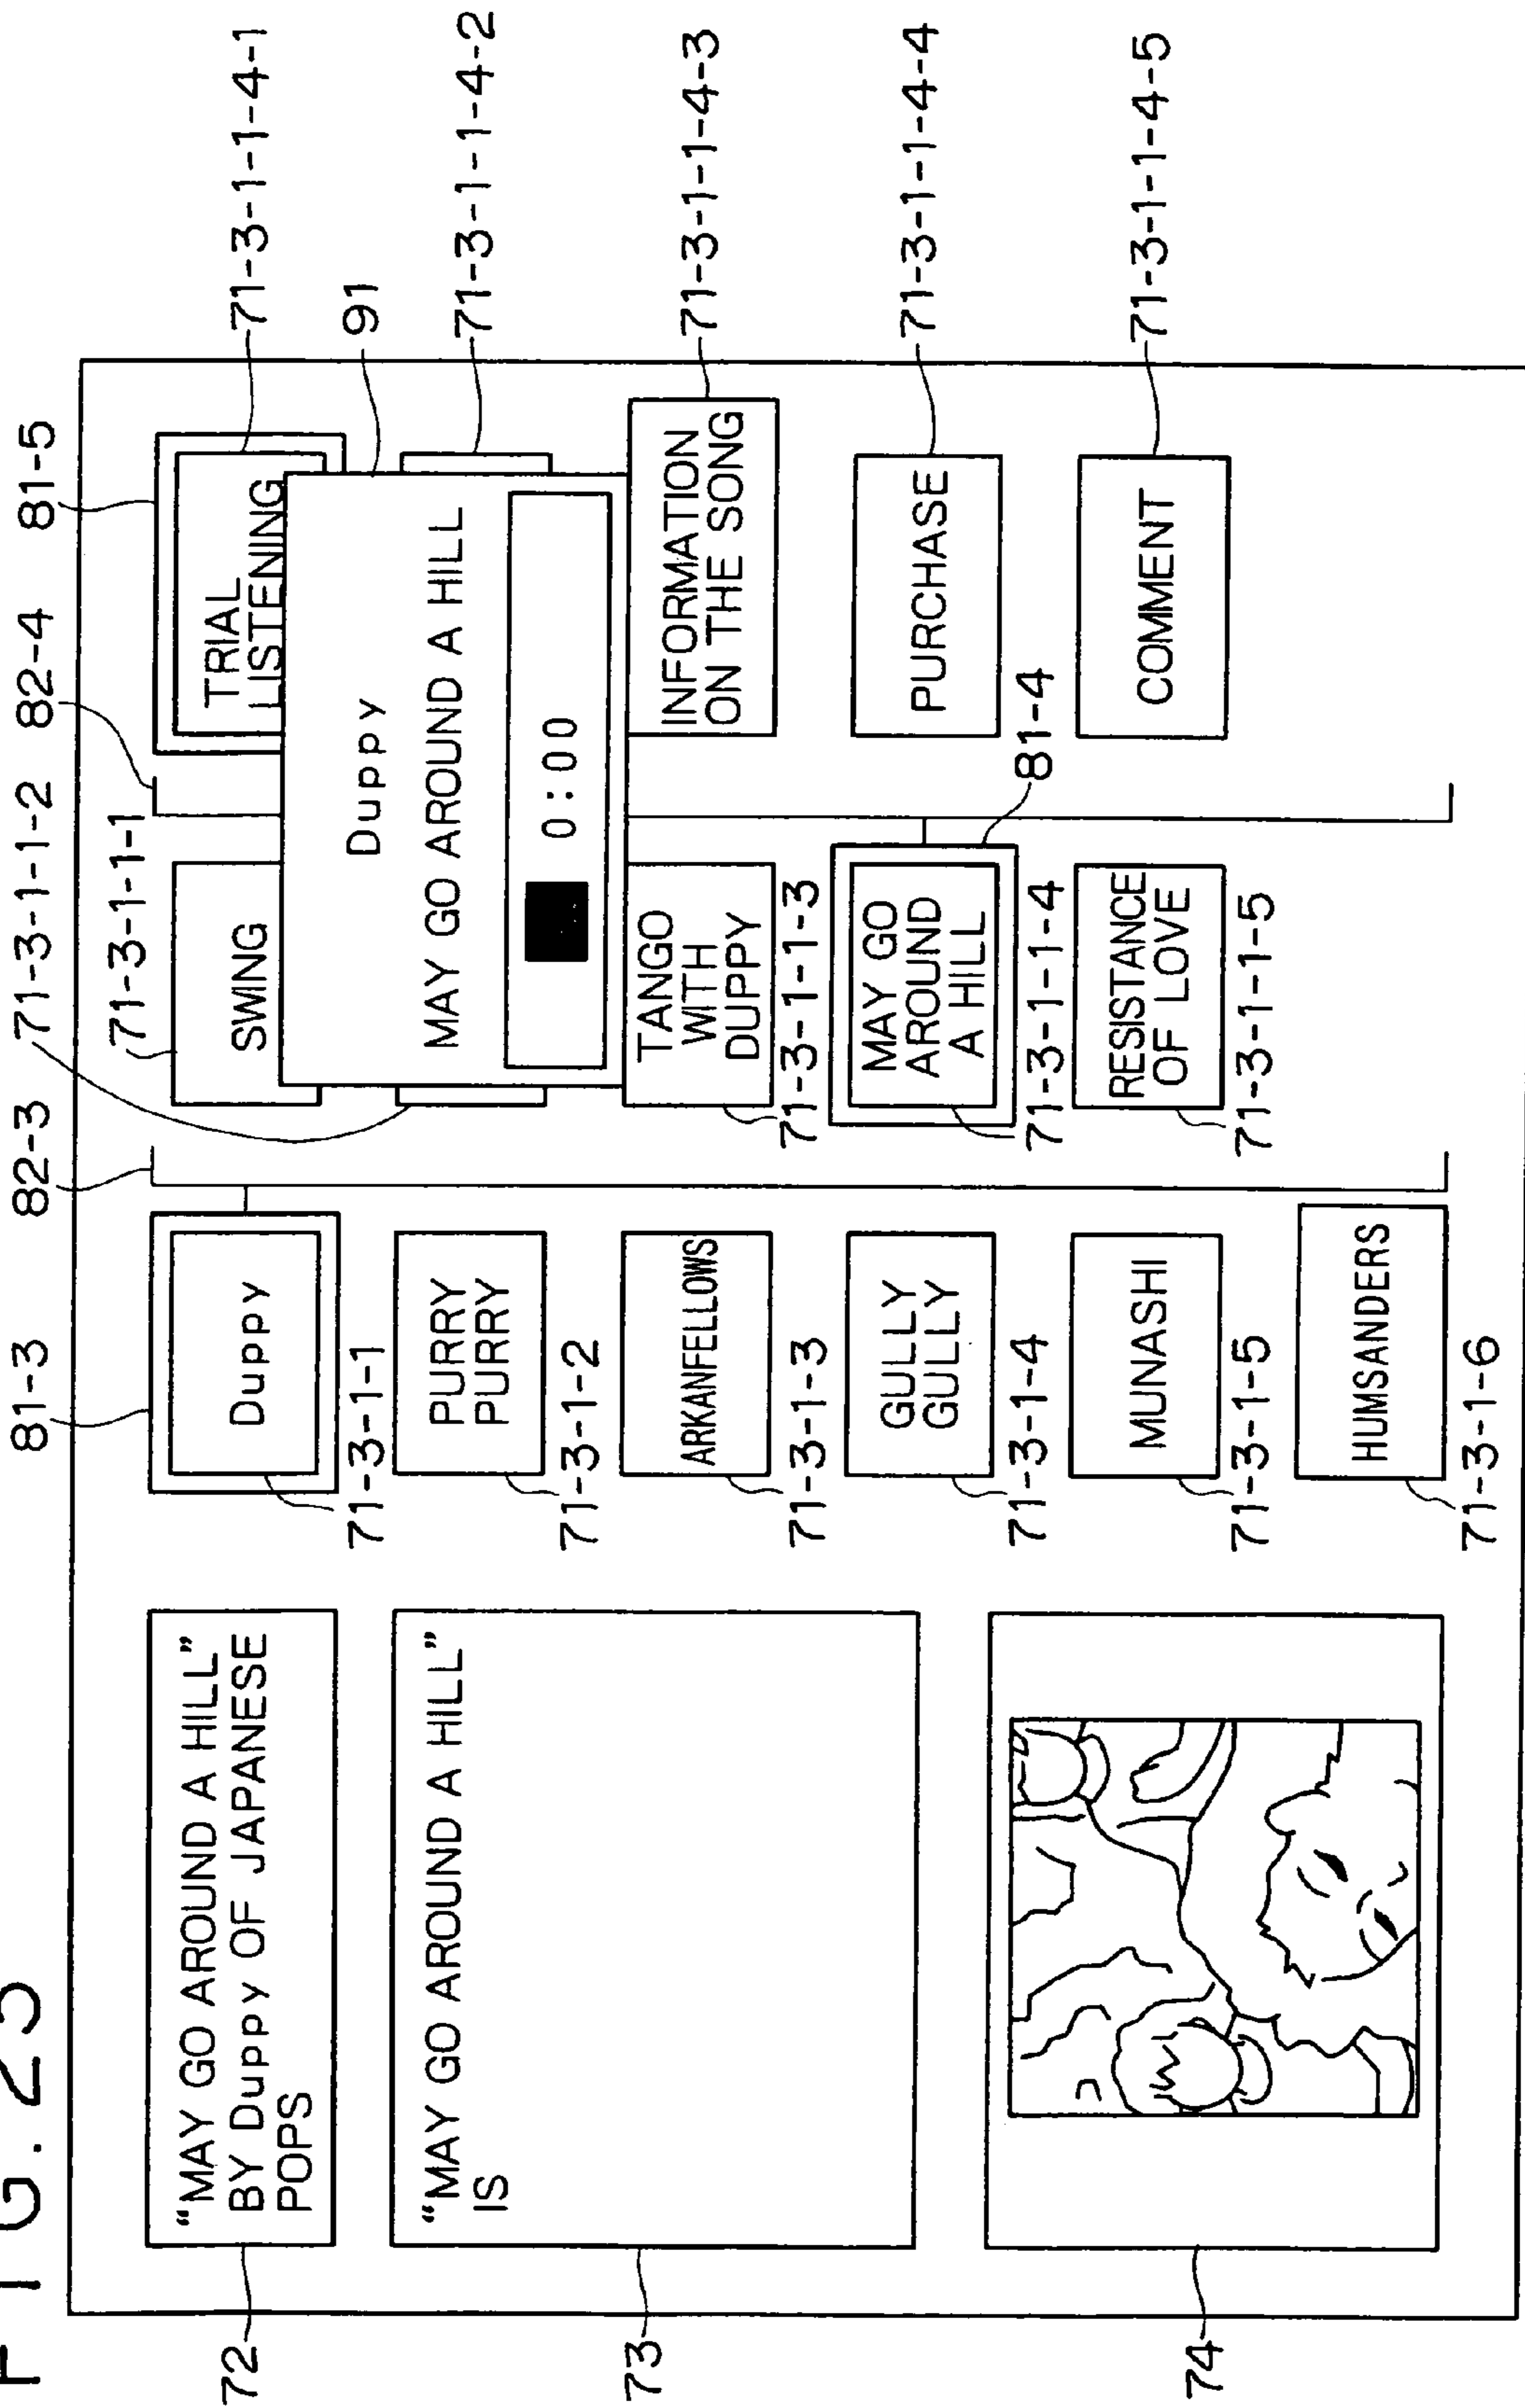 FIG. 25
81-3
82-3
71-3-1-1-2
82-4
81-5
71-3-1-1-1
72
"MAY GO AROUND A HILL"
BY Duppy OF JAPANESE
POPS
Duppy
71-3-1-1
SWING
TRIAL
LISTENING
71-3-1-1-4-1
91
Duppy
MAY GO AROUND A HILL
0:00
71-3-1-1-4-2
73
"MAY GO AROUND A HILL"
IS
PURRY
PURRY
71-3-1-2
ARKANFELLOWS
71-3-1-3
TANGO
WITH
DUPPY
71-3-1-1-3
INFORMATION
ON THE SONG
71-3-1-1-4-3
GULLY
GULLY
71-3-1-4
MAY GO
AROUND
A HILL
71-3-1-1-4
81-4
PURCHASE
71-3-1-1-4-4
74
MUNASHI
71-3-1-5
RESISTANCE
OF LOVE
71-3-1-1-5
COMMENT
71-3-1-1-4-5
HUMSANDERS
71-3-1-6